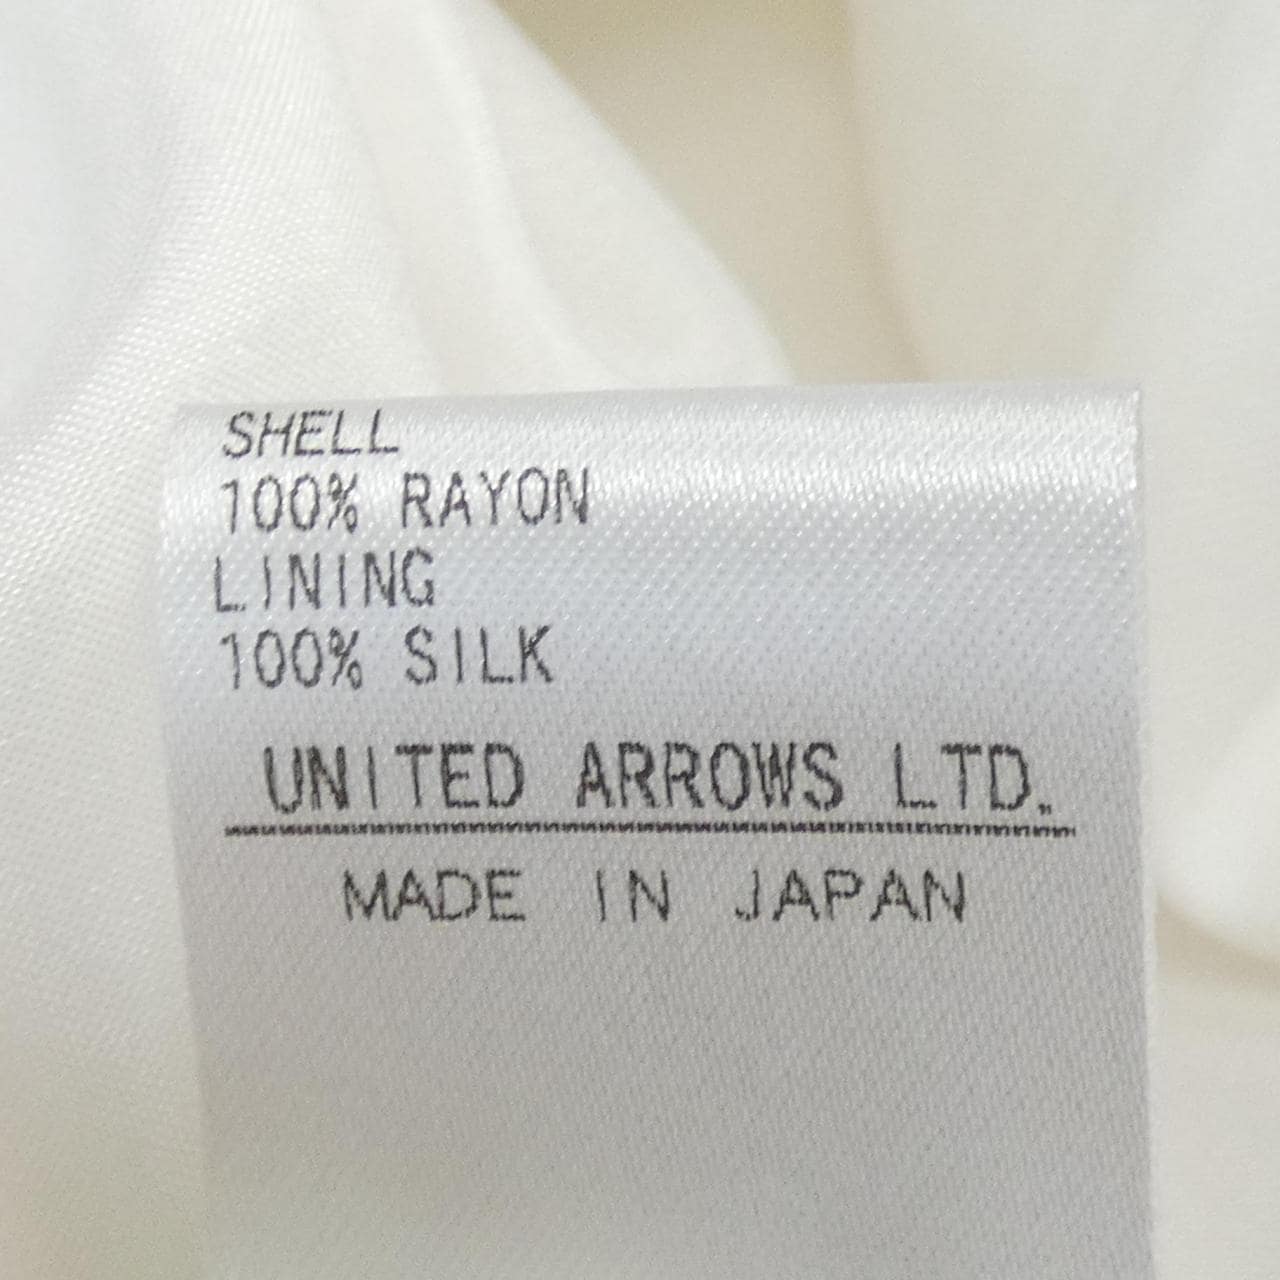 SHELL
100% RAYON
LINING
100% SILK
UNITED ARROWS LTD.
MADE IN JAPAN